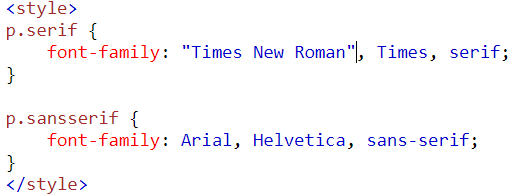 <style>
p.serif {
    font-family: "Times New Roman", Times, serif;
}

p.sansserif {
    font-family: Arial, Helvetica, sans-serif;
}
</style>